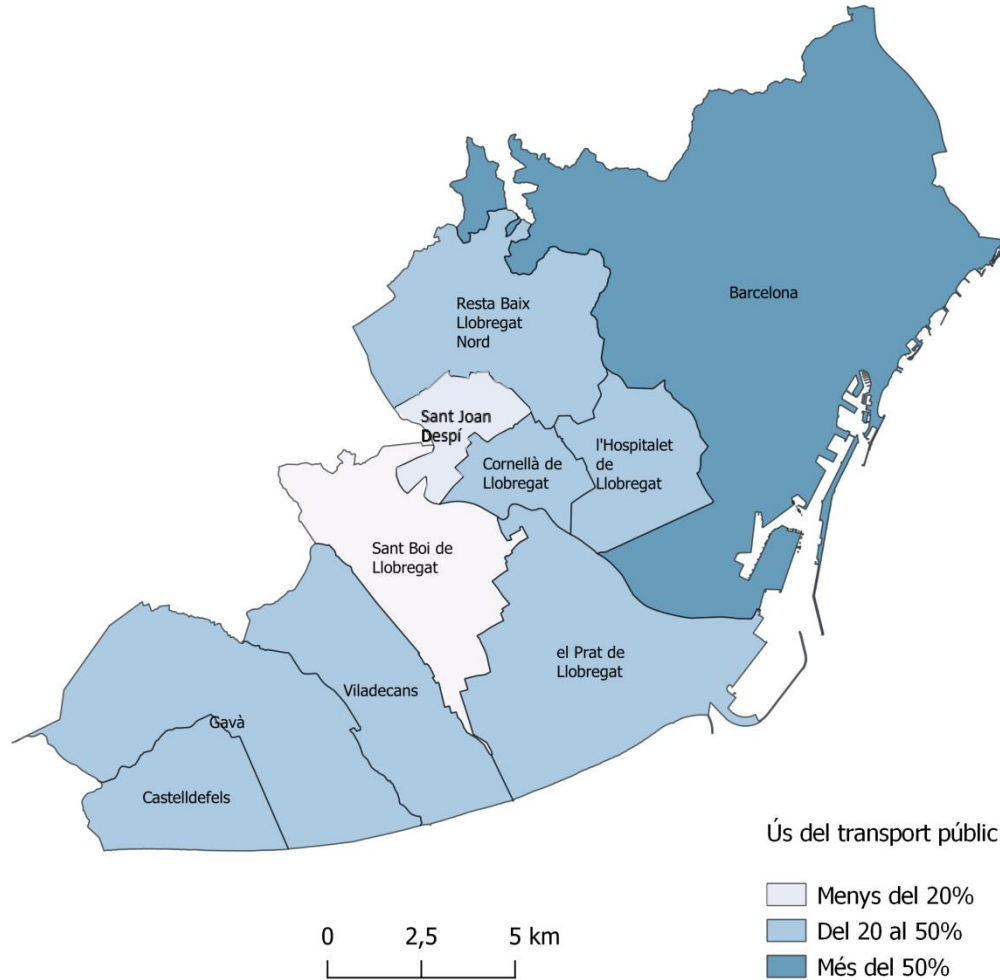 Barcelona
Resta Baix
Llobregat
Nord
Sant Joan
Despí
l'Hospitalet
de
Llobregat
Cornellà de
Llobregat
Sant Boi de
Llobregat
el Prat de
Llobregat
Viladecans
Gavà
Castelldefels
Ús del transport públic
Menys del 20%
Del 20 al 50%
Més del 50%
0 2,5 5 km